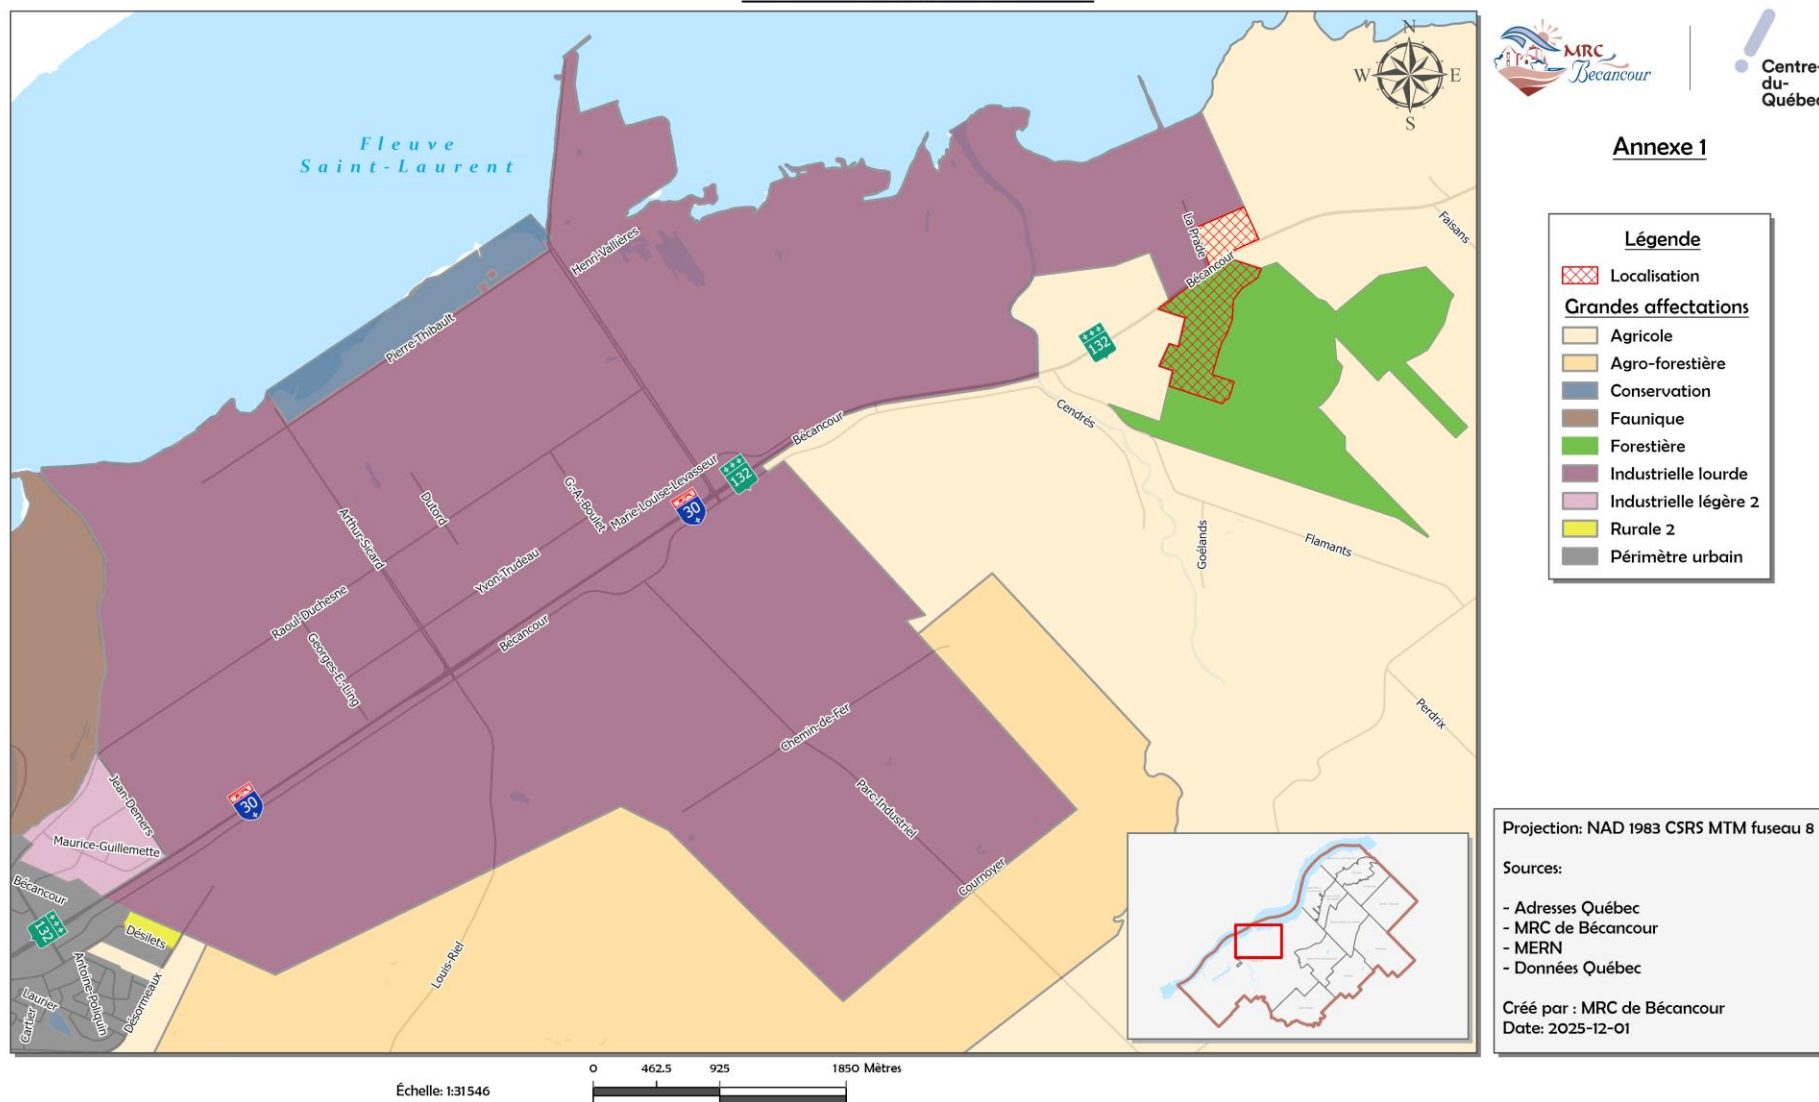 N
W
E
S
Fleuve
Saint-Laurent
MRC
Bécancour
Centre-
du-
Québec
Annexe 1
Légende
Localisation
Grandes affectations
Agricole
Agro-forestière
Conservation
Faunique
Forestière
Industrielle lourde
Industrielle légère 2
Rurale 2
Périmètre urbain
Henri-Vallières
Pierre-Thibault
La Prade
Bécancour
Faisans
132
Cendrés
Bécancour
132
Marie-Louise-Levasseur
30
G.-A.-Boulet
Dutord
Arthur-Sicard
Yvon-Trudeau
Goélands
Flamants
Raoul-Duchesne
Georges-E.-Ling
Bécancour
Perdrix
Chemin-de-Fer
Parc-Industriel
Cournoyer
30
Jean-Demers
Maurice-Guillemette
Bécancour
132
Désilets
Antoine-Poliquin
Laurier
Cartier
Désormeaux
Louis-Riel
Projection: NAD 1983 CSRS MTM fuseau 8
Sources:
- Adresses Québec
- MRC de Bécancour
- MERN
- Données Québec
Créé par : MRC de Bécancour
Date: 2025-12-01
Échelle: 1:31546
0 462.5 925 1850 Mètres